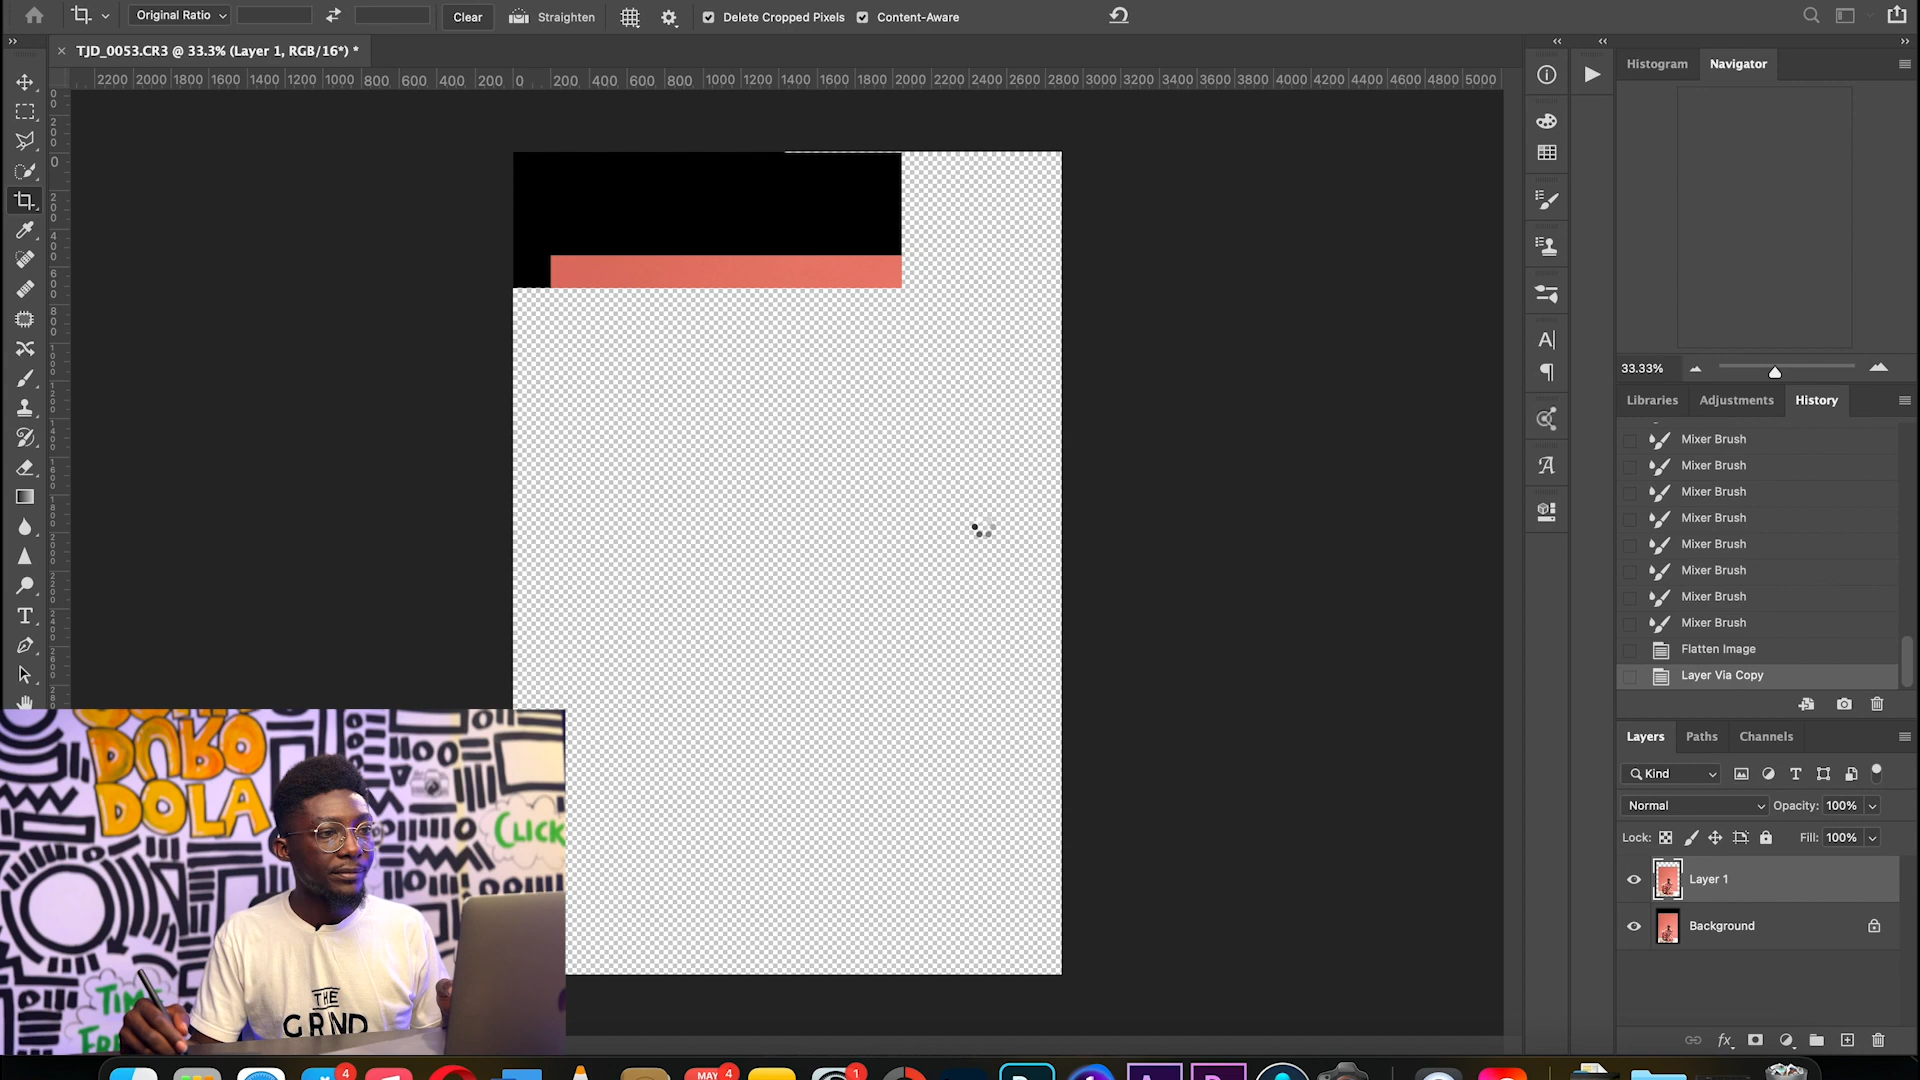 Original Ratio
Clear
Straighten
Delete Cropped Pixels
Content-Aware
TJD_0053.CR3 @ 33.3% (Layer 1, RGB/16*) *
2200 2000 1800 1600 1400 1200 1000 800 600 400 200 0 200 400 600 800 1000 1200 1400 1600 1800 2000 2200 2400 2600 2800 3000 3200 3400 3600 3800 4000 4200 4400 4600 4800 5000
Histogram
Navigator
33.33%
Libraries
Adjustments
History
Mixer Brush
Mixer Brush
Mixer Brush
Mixer Brush
Mixer Brush
Mixer Brush
Mixer Brush
Mixer Brush
Flatten Image
Layer Via Copy
Layers
Paths
Channels
Kind
Normal
Opacity: 100%
Lock:
Fill: 100%
Layer 1
Background
DOLA
CLICK
TIME
THE
GRIND
4
MAY
4
1